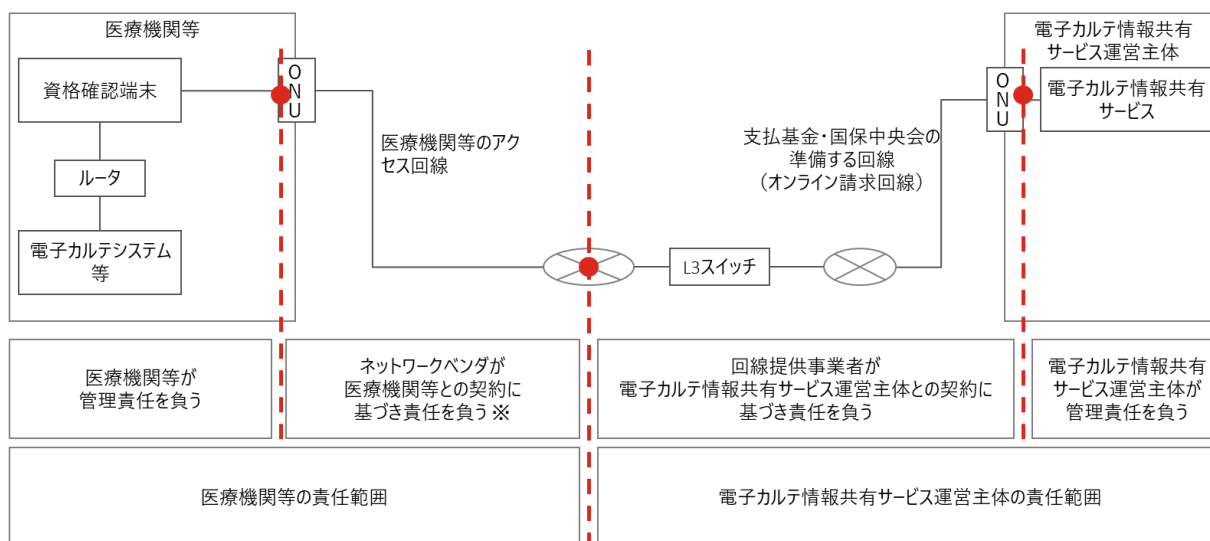 医療機関等
資格確認端末
ルータ
電子カルテシステム
等
ONU
医療機関等のアク
セス回線
L3スイッチ
支払基金・国保中央会の
準備する回線
（オンライン請求回線）
ONU
電子カルテ情報共有
サービス運営主体
電子カルテ情報共有
サービス
医療機関等が
管理責任を負う
ネットワークベンダが
医療機関等との契約に
基づき責任を負う※
回線提供事業者が
電子カルテ情報共有サービス運営主体との契約に
基づき責任を負う
電子カルテ情報共有
サービス運営主体が
管理責任を負う
医療機関等の責任範囲
電子カルテ情報共有サービス運営主体の責任範囲